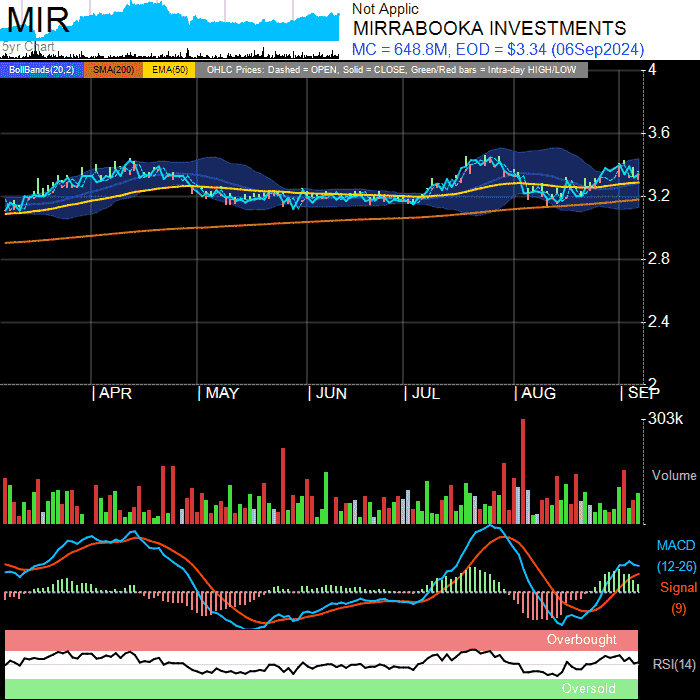 MIR
5yr Chart
Not Applic
MIRRABOOKA INVESTMENTS
MC = 648.8M, EOD = $3.34 (06Sep2024)
BollBands(20,2) SMA(200) EMA(50) OHLC Prices: Dashed = OPEN, Solid = CLOSE, Green/Red bars = Intra-day HIGH/LOW
4
3.6
3.2
2.8
2.4
2
APR MAY JUN JUL AUG SEP
303k
Volume
MACD
(12-26)
Signal
(9)
Overbought
RSI(14)
Oversold